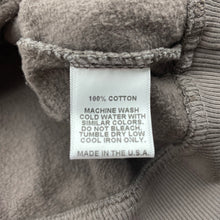 100% COTTON
MACHINE WASH
COLD WATER WITH
SIMILAR COLORS.
DO NOT BLEACH.
TUMBLE DRY LOW
COOL IRON ONLY.
MADE IN THE U.S.A.